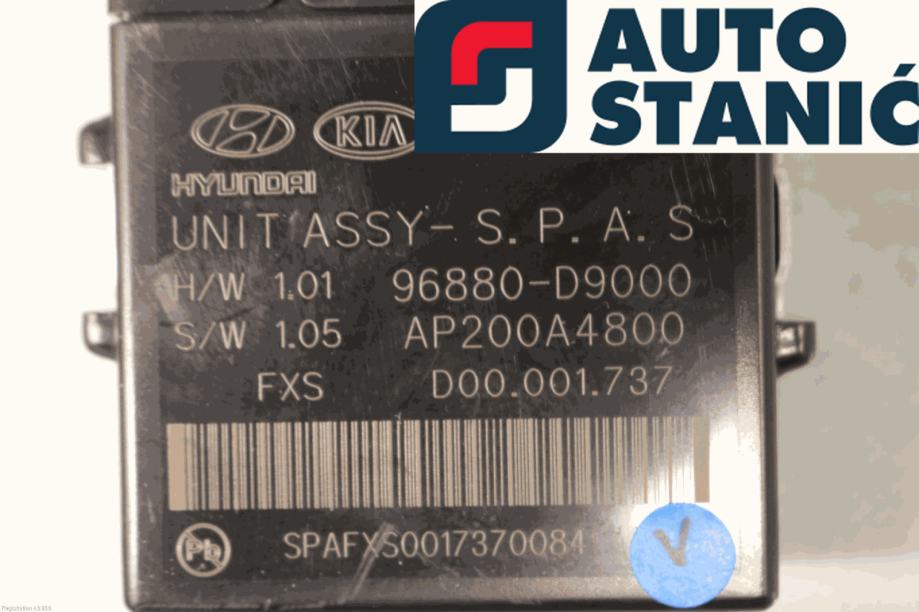 AUTO
STANIĆ
KIA
HYUNDAI
UNIT ASSY- S. P. A. S
H/W 1.01 96880-D9000
S/W 1.05 AP200A4800
FXS D00.001.737
Pb
SPAFXS0017370084
V